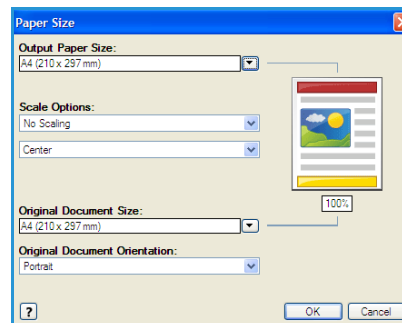 Paper Size
Output Paper Size:
A4 (210 x 297 mm)
Scale Options:
No Scaling
Center
100%
Original Document Size:
A4 (210 x 297 mm)
Original Document Orientation:
Portrait
?
OK
Cancel